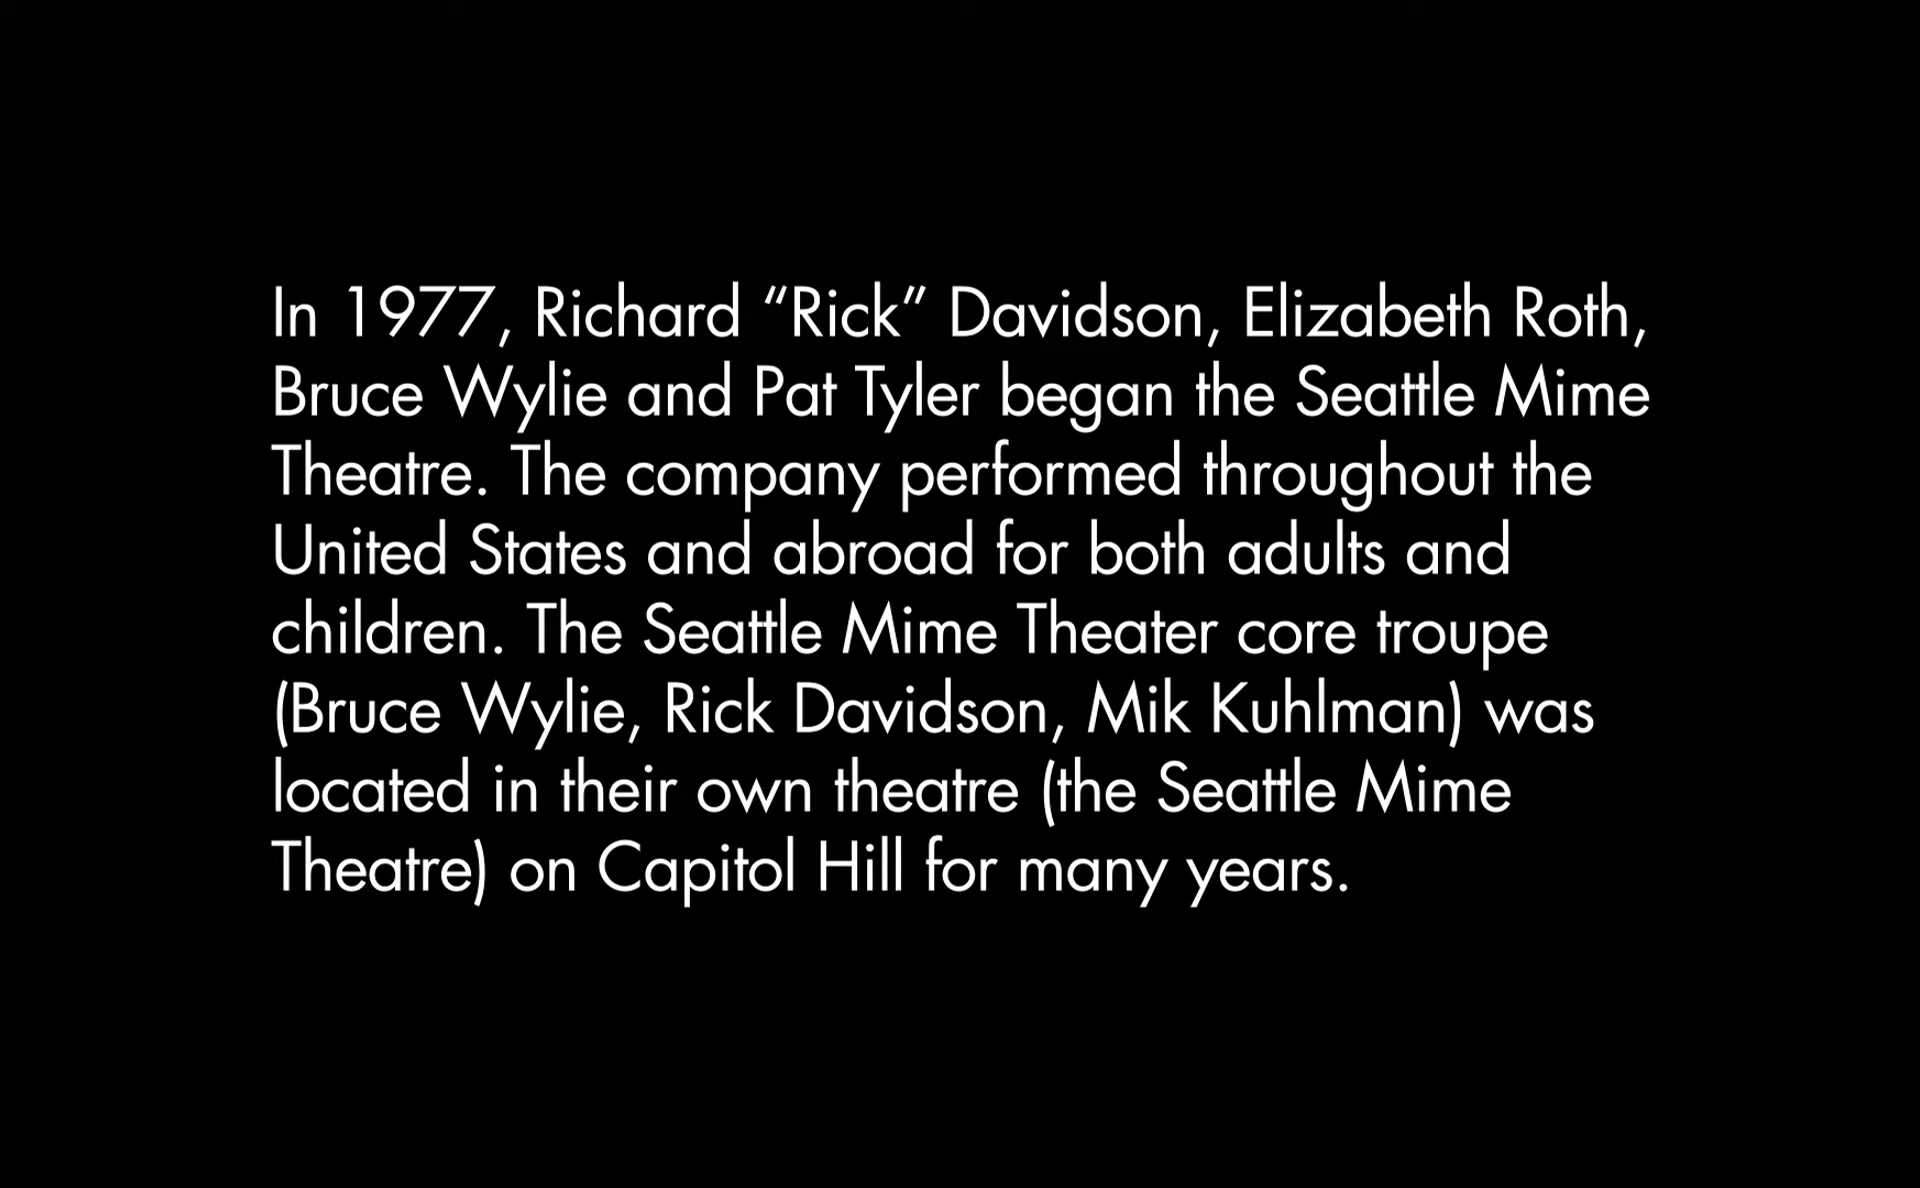 In 1977, Richard “Rick” Davidson, Elizabeth Roth,
Bruce Wylie and Pat Tyler began the Seattle Mime
Theatre. The company performed throughout the
United States and abroad for both adults and
children. The Seattle Mime Theater core troupe
(Bruce Wylie, Rick Davidson, Mik Kuhlman) was
located in their own theatre (the Seattle Mime
Theatre) on Capitol Hill for many years.